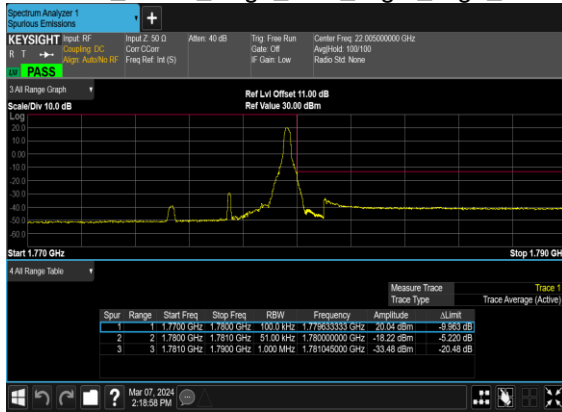 Spectrum Analyzer 1
Spurious Emissions
+
KEYSIGHT Input: RF Input Z: 50 Ω Atten: 40 dB Trig: Free Run Center Freq: 22.005000000 GHz
R T Coupling: DC Corr CCorr Gate: Off Avg|Hold: 100/100
Align: Auto/No RF Freq Ref: Int (S) IF Gain: Low Radio Std: None
PASS
3 All Range Graph
Ref Lvl Offset 11.00 dB
Scale/Div 10.0 dB Ref Value 30.00 dBm
Log
20.0
10.0
0.00
-10.0
-20.0
-30.0
-40.0
-50.0
-60.0
Start 1.770 GHz Stop 1.790 GH
4 All Range Table
Measure Trace Trace 1
Trace Type Trace Average (Active)
Spur Range Start Freq Stop Freq RBW Frequency Amplitude ΔLimit
1 1 1.7700 GHz 1.7800 GHz 100.0 kHz 1.779633333 GHz 20.04 dBm -9.963 dB
2 2 1.7800 GHz 1.7810 GHz 51.00 kHz 1.780000000 GHz -18.22 dBm -5.220 dB
3 3 1.7810 GHz 1.7900 GHz 1.000 MHz 1.781045000 GHz -33.48 dBm -20.48 dB
? Mar 07, 2024
2:18:58 PM